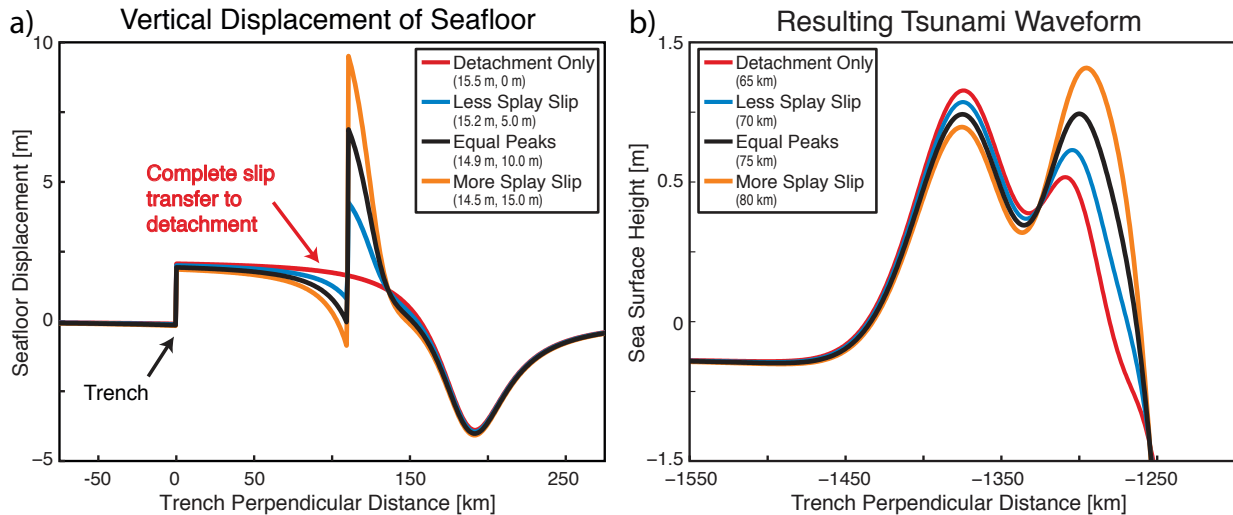 a)
Vertical Displacement of Seafloor
10
5
0
−5
Seafloor Displacement [m]
Detachment Only
(15.5 m, 0 m)
Less Splay Slip
(15.2 m, 5.0 m)
Equal Peaks
(14.9 m, 10.0 m)
More Splay Slip
(14.5 m, 15.0 m)
Complete slip
transfer to
detachment
Trench
-50
0
50
100
150
200
250
Trench Perpendicular Distance [km]
b)
Resulting Tsunami Waveform
1.5
0.5
0
−1.5
Sea Surface Height [m]
Detachment Only
(65 km)
Less Splay Slip
(70 km)
Equal Peaks
(75 km)
More Splay Slip
(80 km)
−1550
−1450
−1350
−1250
Trench Perpendicular Distance [km]